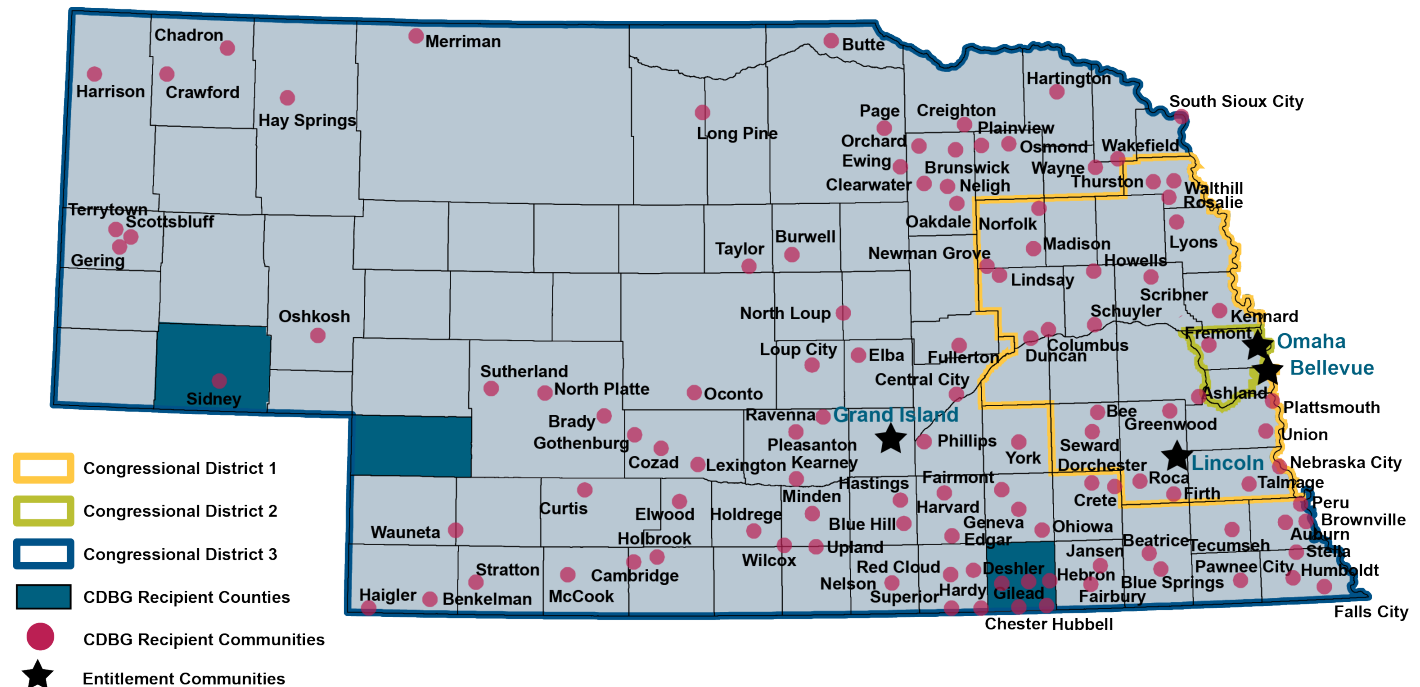 Chadron
Merriman
Butte
Harrison
Crawford
Hay Springs
Hartington
South Sioux City
Long Pine
Page
Creighton
Plainview
Orchard
Osmond
Wakefield
Ewing
Brunswick
Wayne
Clearwater
Neligh
Thurston
Walthill
Rosalie
Terrytown
Scottsbluff
Oakdale
Norfolk
Gering
Taylor
Burwell
Newman Grove
Madison
Lyons
Lindsay
Howells
Scribner
Oshkosh
North Loup
Schuyler
Kennard
Fremont
Omaha
Loup City
Elba
Fullerton
Duncan
Columbus
Bellevue
Sutherland
North Platte
Oconto
Central City
Ashland
Sidney
Brady
Ravenna
Grand Island
Bee
Greenwood
Plattsmouth
Gothenburg
Pleasanton
Phillips
York
Seward
Union
Cozad
Lexington
Kearney
Dorchester
Lincoln
Nebraska City
Congressional District 1
Hastings
Fairmont
Crete
Roca
Firth
Talmage
Curtis
Elwood
Minden
Harvard
Peru
Congressional District 2
Holdrege
Blue Hill
Geneva
Ohiowa
Brownville
Wauneta
Holbrook
Edgar
Beatrice
Tecumseh
Auburn
Congressional District 3
Wilcox
Upland
Jansen
Stella
Stratton
Cambridge
Red Cloud
Deshler
Hebron
Pawnee City
Humboldt
Haigler
Benkelman
McCook
Nelson
Superior
Hardy
Gilead
Fairbury
Blue Springs
CDBG Recipient Counties
Falls City
Chester
Hubbell
CDBG Recipient Communities
Entitlement Communities